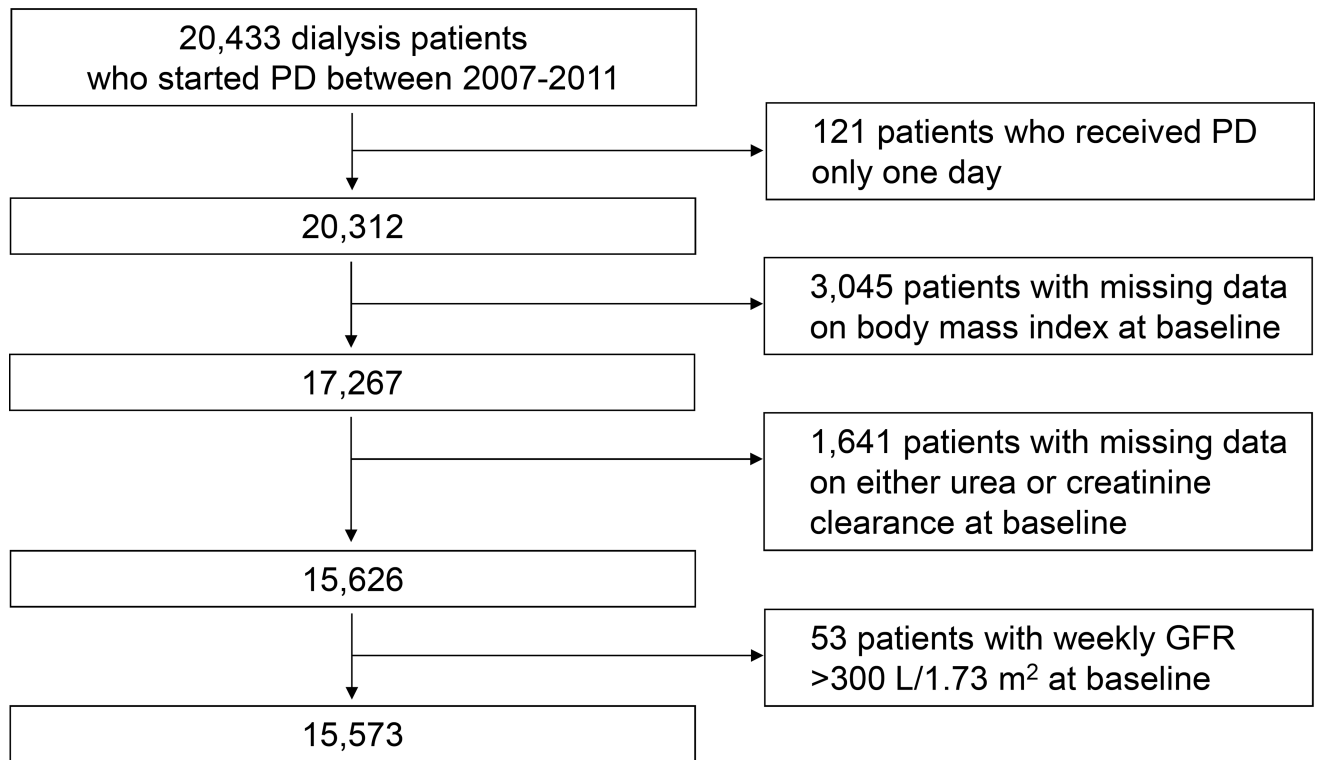 20,433 dialysis patients
who started PD between 2007-2011
121 patients who received PD
only one day
20,312
3,045 patients with missing data
on body mass index at baseline
17,267
1,641 patients with missing data
on either urea or creatinine
clearance at baseline
15,626
53 patients with weekly GFR
>300 L/1.73 m² at baseline
15,573